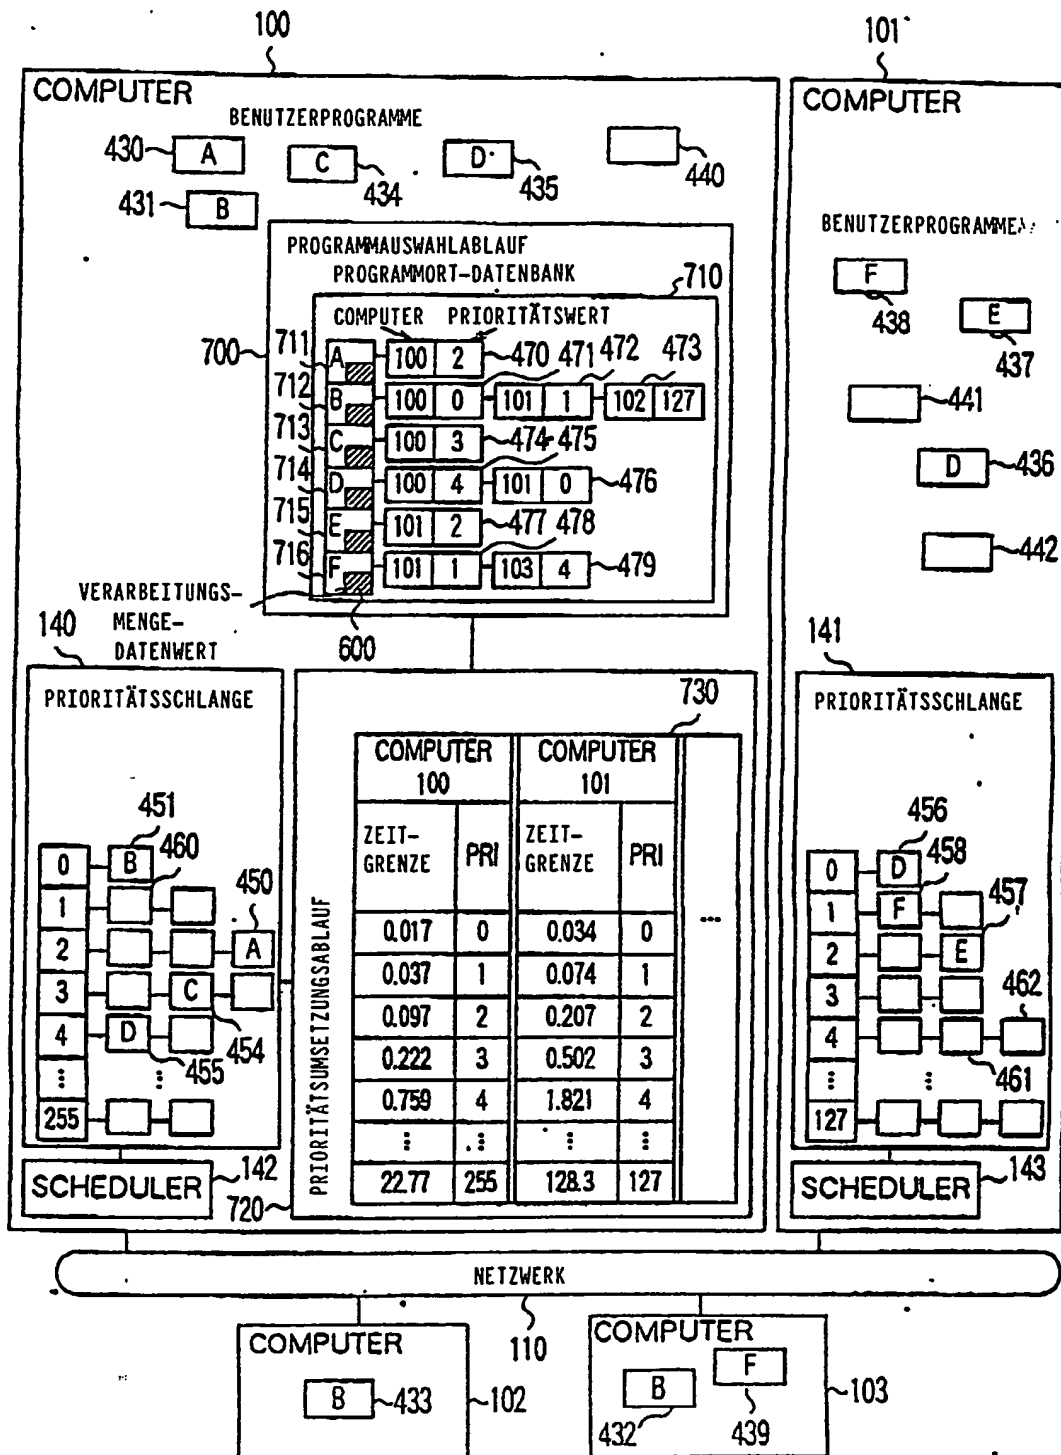 100
101
COMPUTER
COMPUTER
BENUTZERPROGRAMME
430 A
C 434
D 435
440
431 B
BENUTZERPROGRAMME
F 438
E 437
441
D 436
442
PROGRAMMAUSWAHLABLAUF
PROGRAMMORT-DATENBANK
710
700
COMPUTER PRIORITÄTSWERT
711 A 100 2 470 471 472 473
712 B 100 0 101 1 102 127
713 C 100 3 474 475
714 D 100 4 101 0 476
715 E 101 2 477 478
716 F 101 1 103 4 479
VERARBEITUNGS-
MENGE-
DATENWERT
600
140
PRIORITÄTSSCHLANGE
451 460 450
0 B
1
2 A
3 C
4 D
455 454
⋮ ⋮
255
SCHEDULER 142
720
PRIORITÄTSUMSETZUNGSABLAUF
730
COMPUTER 100 COMPUTER 101
ZEIT-
GRENZE PRI ZEIT-
GRENZE PRI
...
0.017 0 0.034 0
0.037 1 0.074 1
0.097 2 0.207 2
0.222 3 0.502 3
0.759 4 1.821 4
⋮ ⋮ ⋮ ⋮
22.77 255 128.3 127
141
PRIORITÄTSSCHLANGE
456 458 457
0 D
1 F
2 E
3
462
4
461
⋮ ⋮
127
SCHEDULER 143
NETZWERK
110
COMPUTER
B 433
102
COMPUTER
B 432
F 439
103